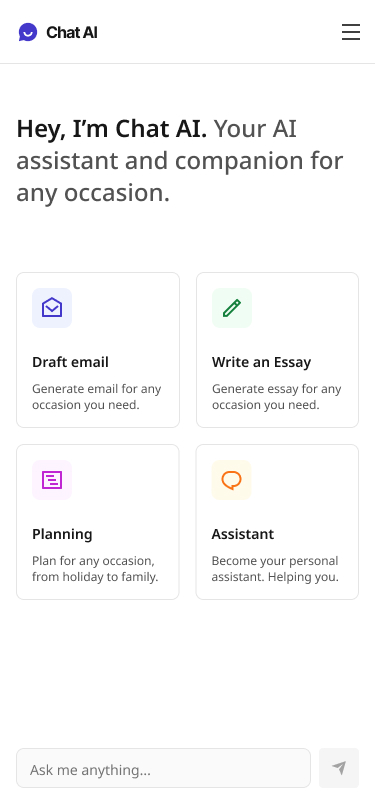 Chat AI
Hey, I’m Chat AI. Your AI
assistant and companion for
any occasion.
Draft email
Generate email for any
occasion you need.
Write an Essay
Generate essay for any
occasion you need.
Planning
Plan for any occasion,
from holiday to family.
Assistant
Become your personal
assistant. Helping you.
Ask me anything...